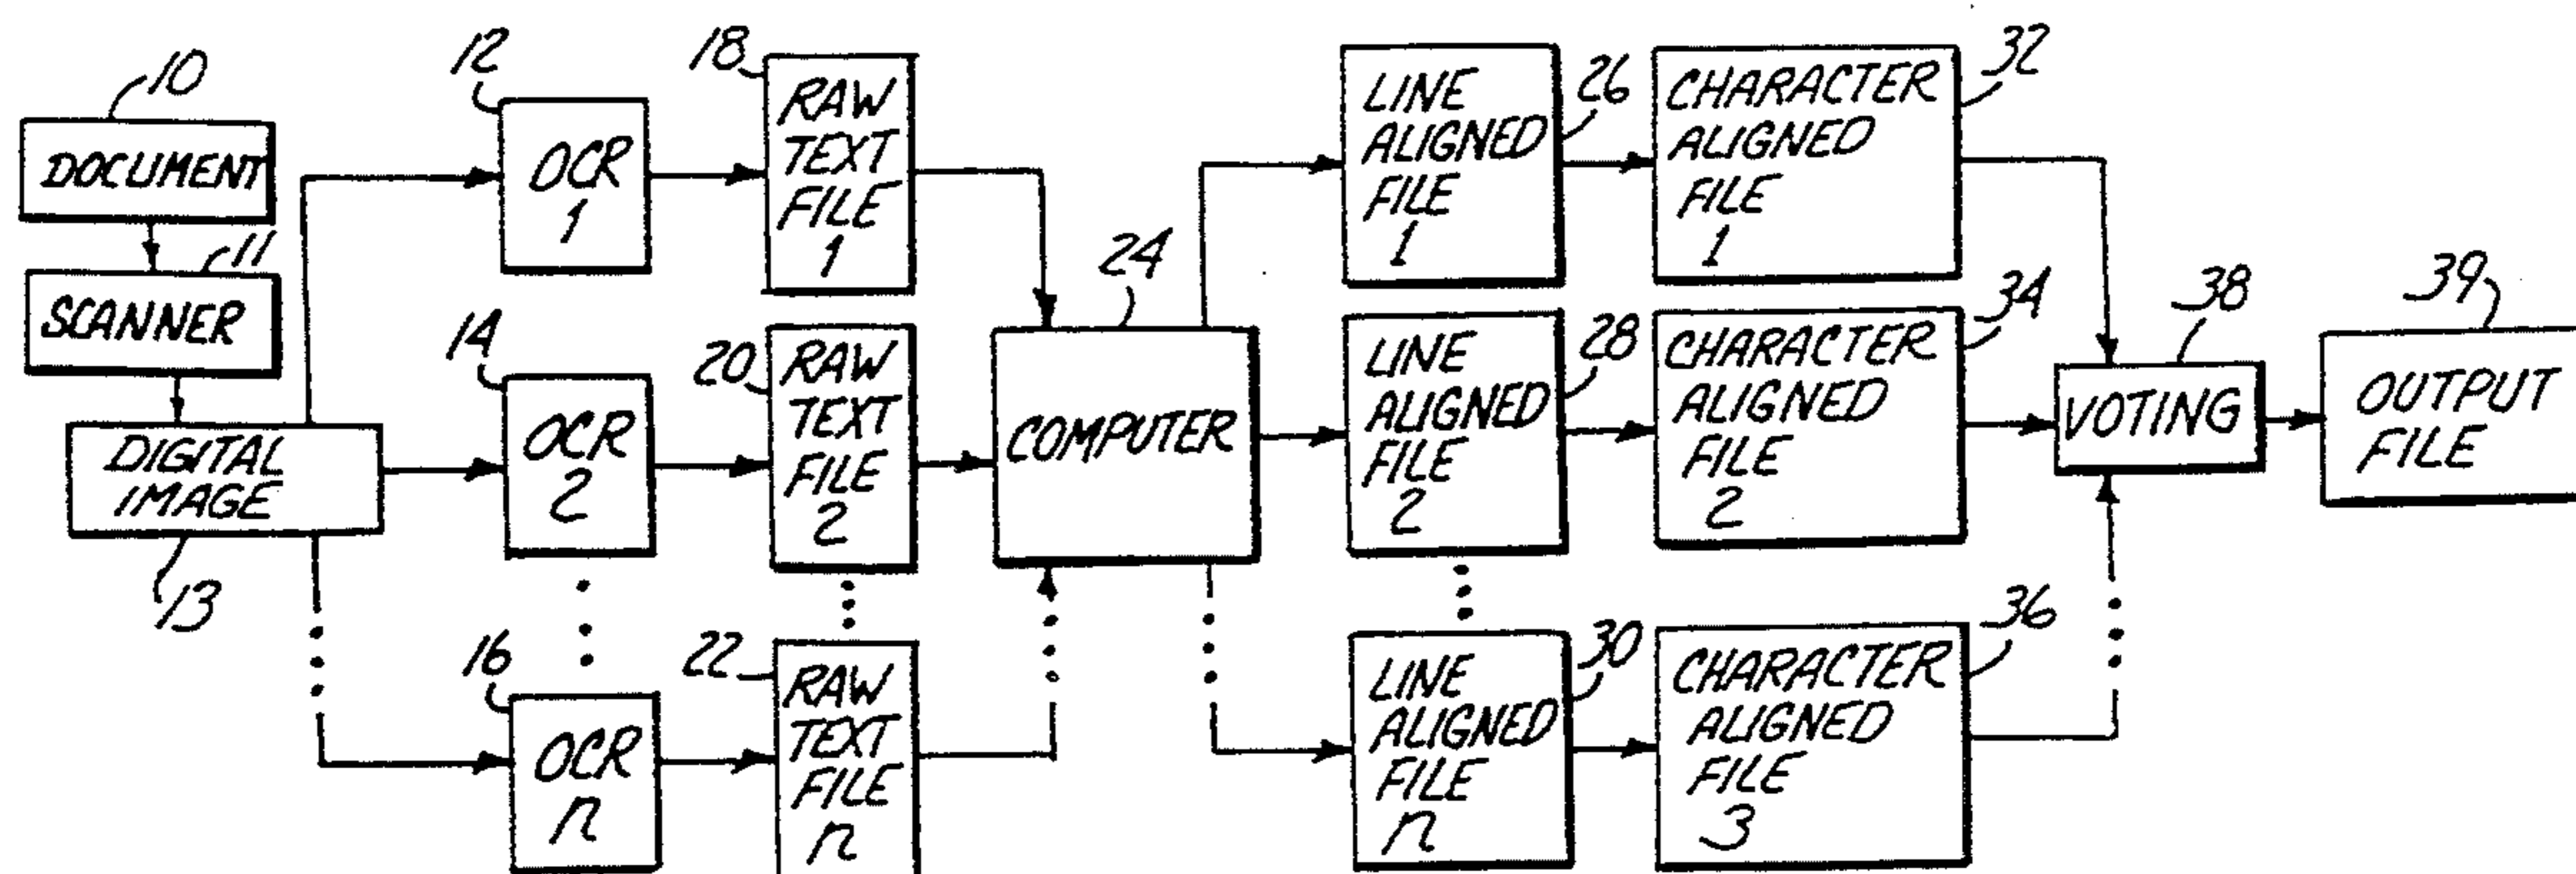 10
DOCUMENT
11
SCANNER
DIGITAL
IMAGE
13
12
OCR
1
14
OCR
2
16
OCR
n
18
RAW
TEXT
FILE
1
20
RAW
TEXT
FILE
2
22
RAW
TEXT
FILE
n
24
COMPUTER
LINE
ALIGNED
FILE
1
26
LINE
ALIGNED
FILE
2
28
LINE
ALIGNED
FILE
n
30
CHARACTER
ALIGNED
FILE
1
32
CHARACTER
ALIGNED
FILE
2
34
CHARACTER
ALIGNED
FILE
3
36
38
VOTING
39
OUTPUT
FILE